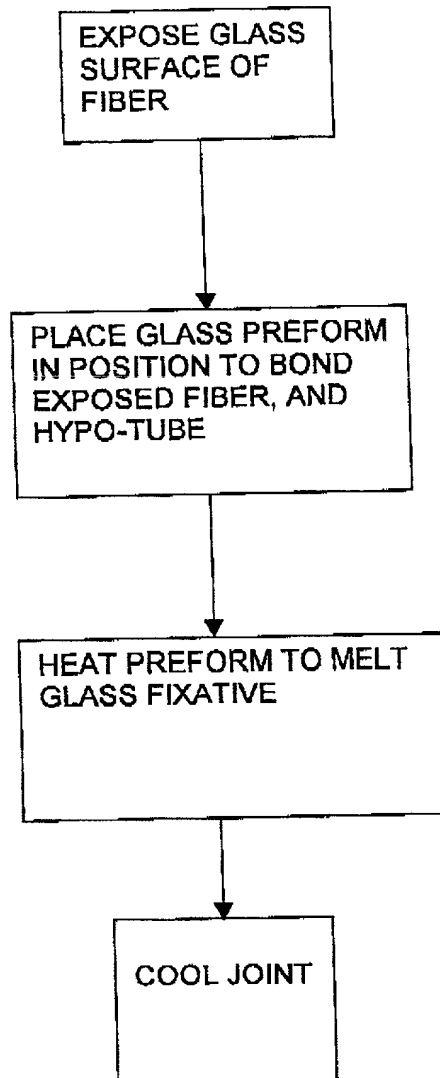 EXPOSE GLASS
SURFACE OF
FIBER
PLACE GLASS PREFORM
IN POSITION TO BOND
EXPOSED FIBER, AND
HYPO-TUBE
HEAT PREFORM TO MELT
GLASS FIXATIVE
COOL JOINT